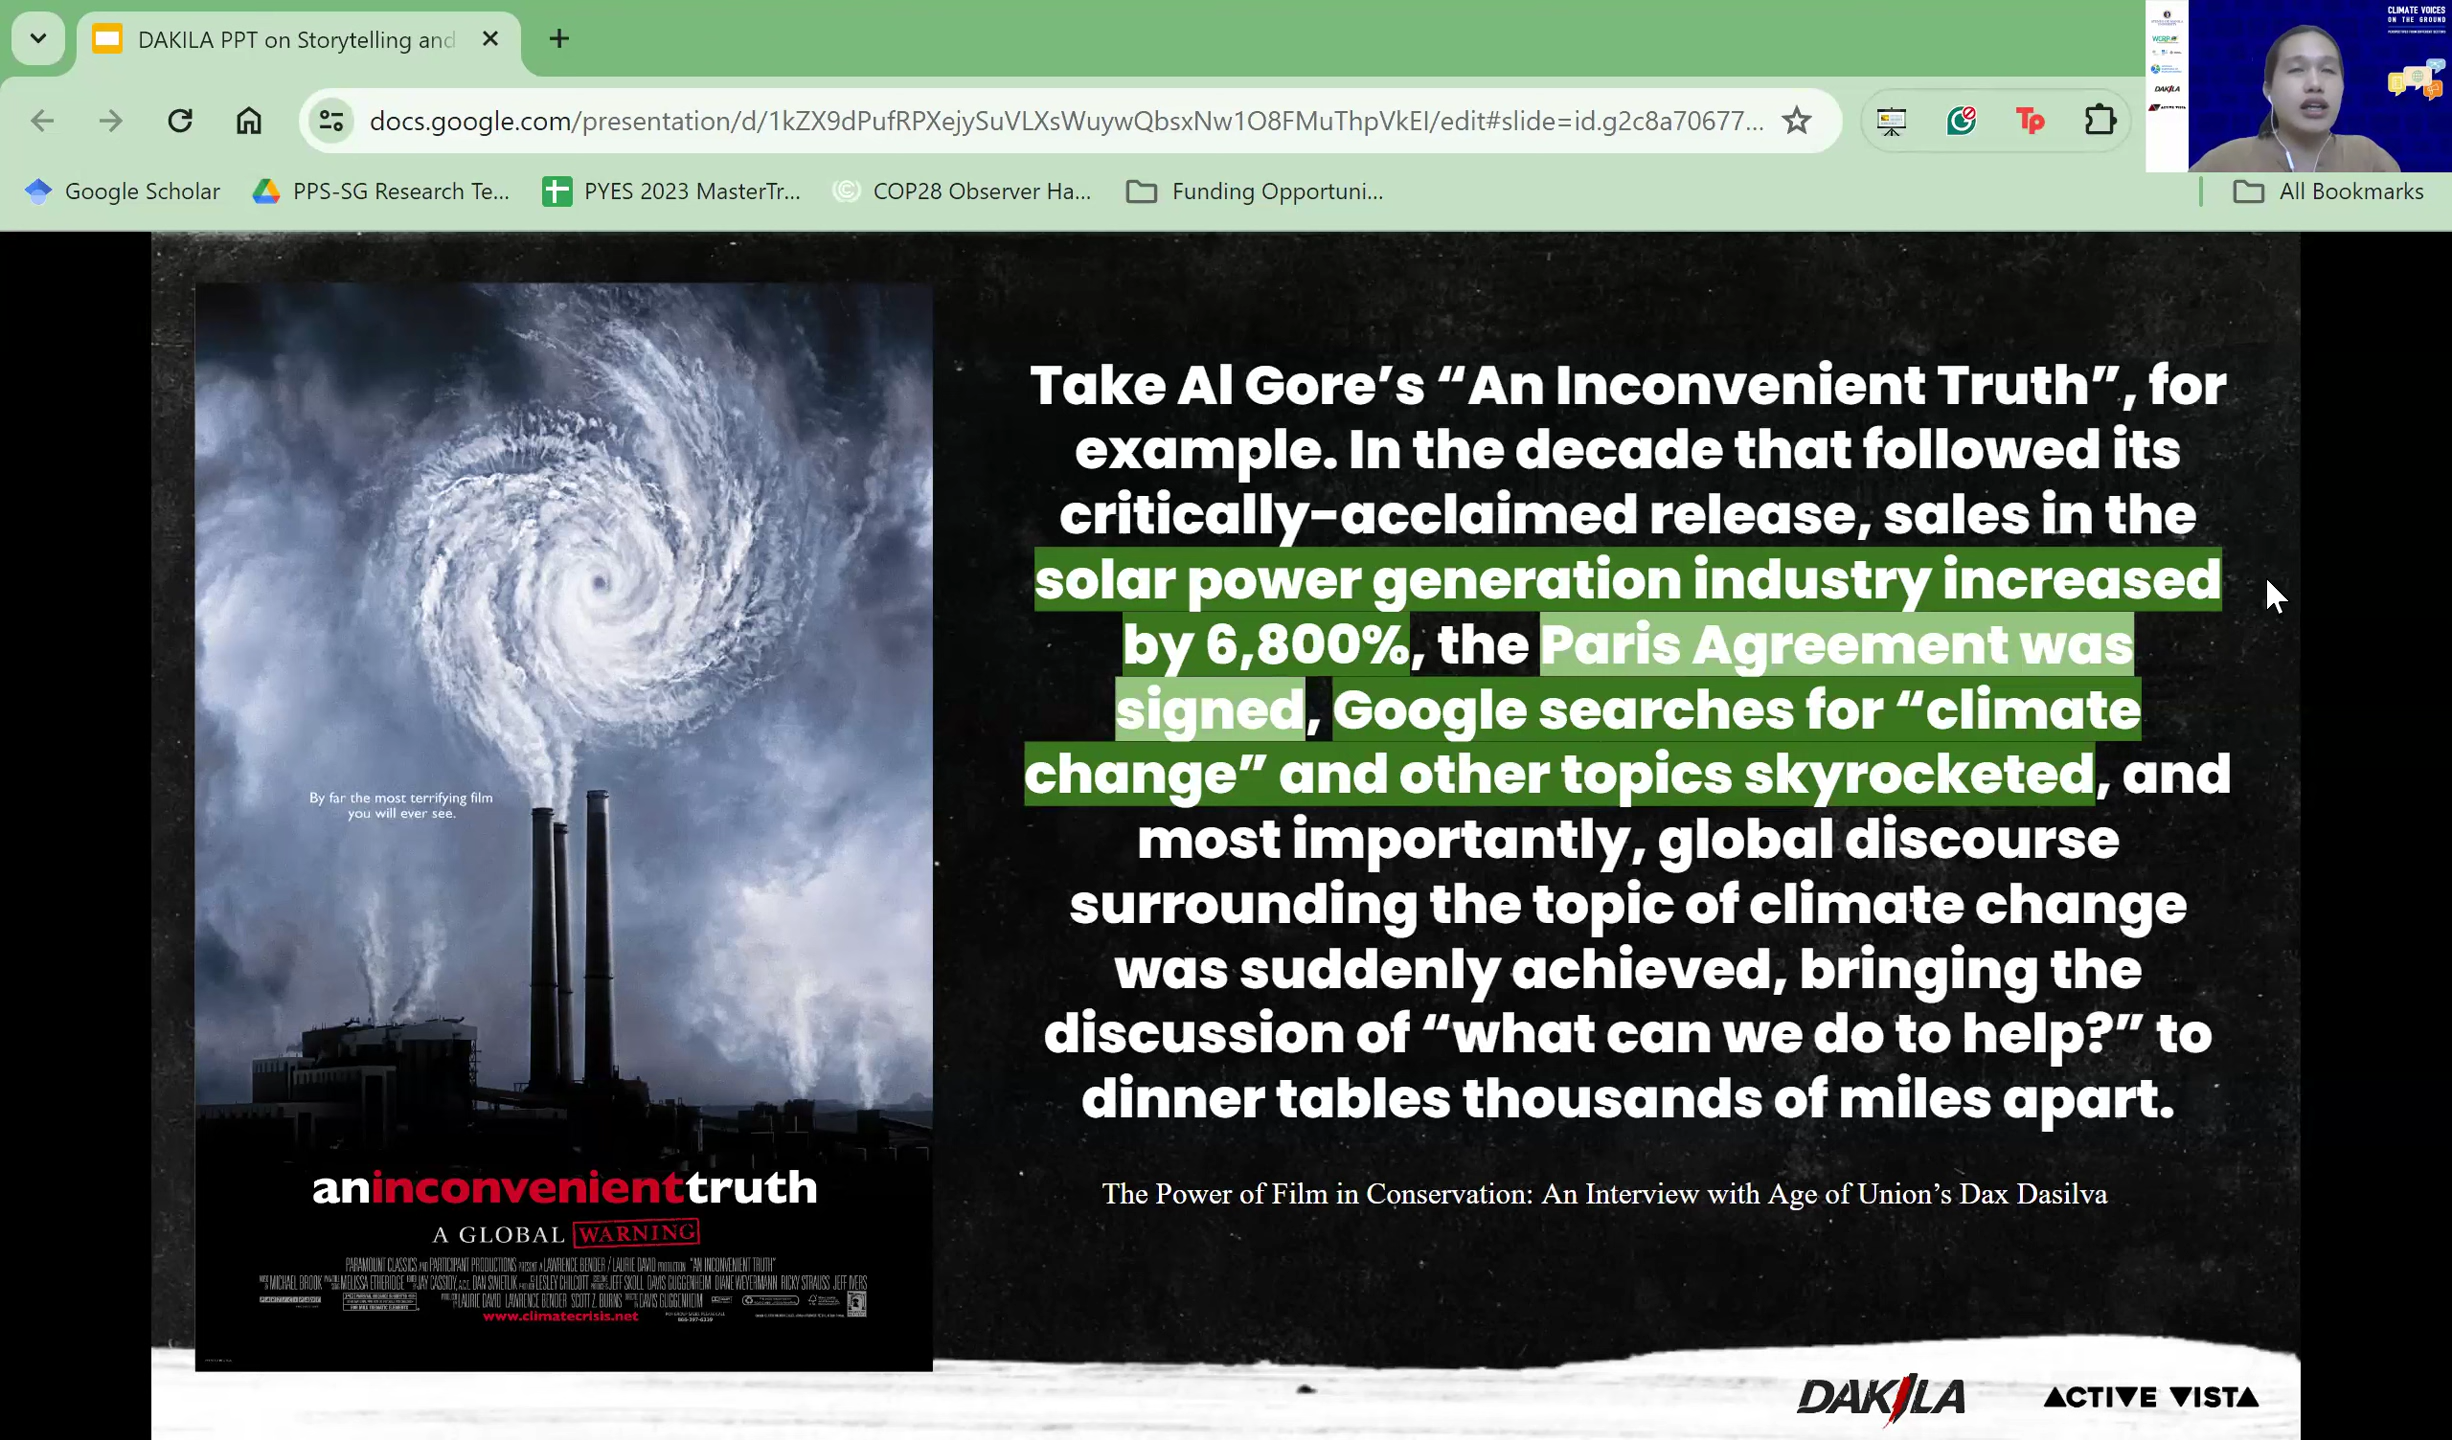 DAKILA PPT on Storytelling and
docs.google.com/presentation/d/1kZX9dPufRPXejySuVLXsWuywQbsxNw1O8FMuThpVkEI/edit#slide=id.g2c8a70677...
Tp
Google Scholar
PPS-SG Research Te...
PYES 2023 MasterTr...
COP28 Observer Ha...
Funding Opportuni...
All Bookmarks
CLIMATE VOICES
ON THE GROUND
WCRP
DAKILA
Take Al Gore’s “An Inconvenient Truth”, for
example. In the decade that followed its
critically-acclaimed release, sales in the
solar power generation industry increased
by 6,800%, the Paris Agreement was
signed, Google searches for “climate
change” and other topics skyrocketed, and
most importantly, global discourse
surrounding the topic of climate change
was suddenly achieved, bringing the
discussion of “what can we do to help?” to
dinner tables thousands of miles apart.
The Power of Film in Conservation: An Interview with Age of Union’s Dax Dasilva
By far the most terrifying film
you will ever see.
aninconvenienttruth
A GLOBAL WARNING
www.climatecrisis.net
DAKILA
ACTIVE VISTA